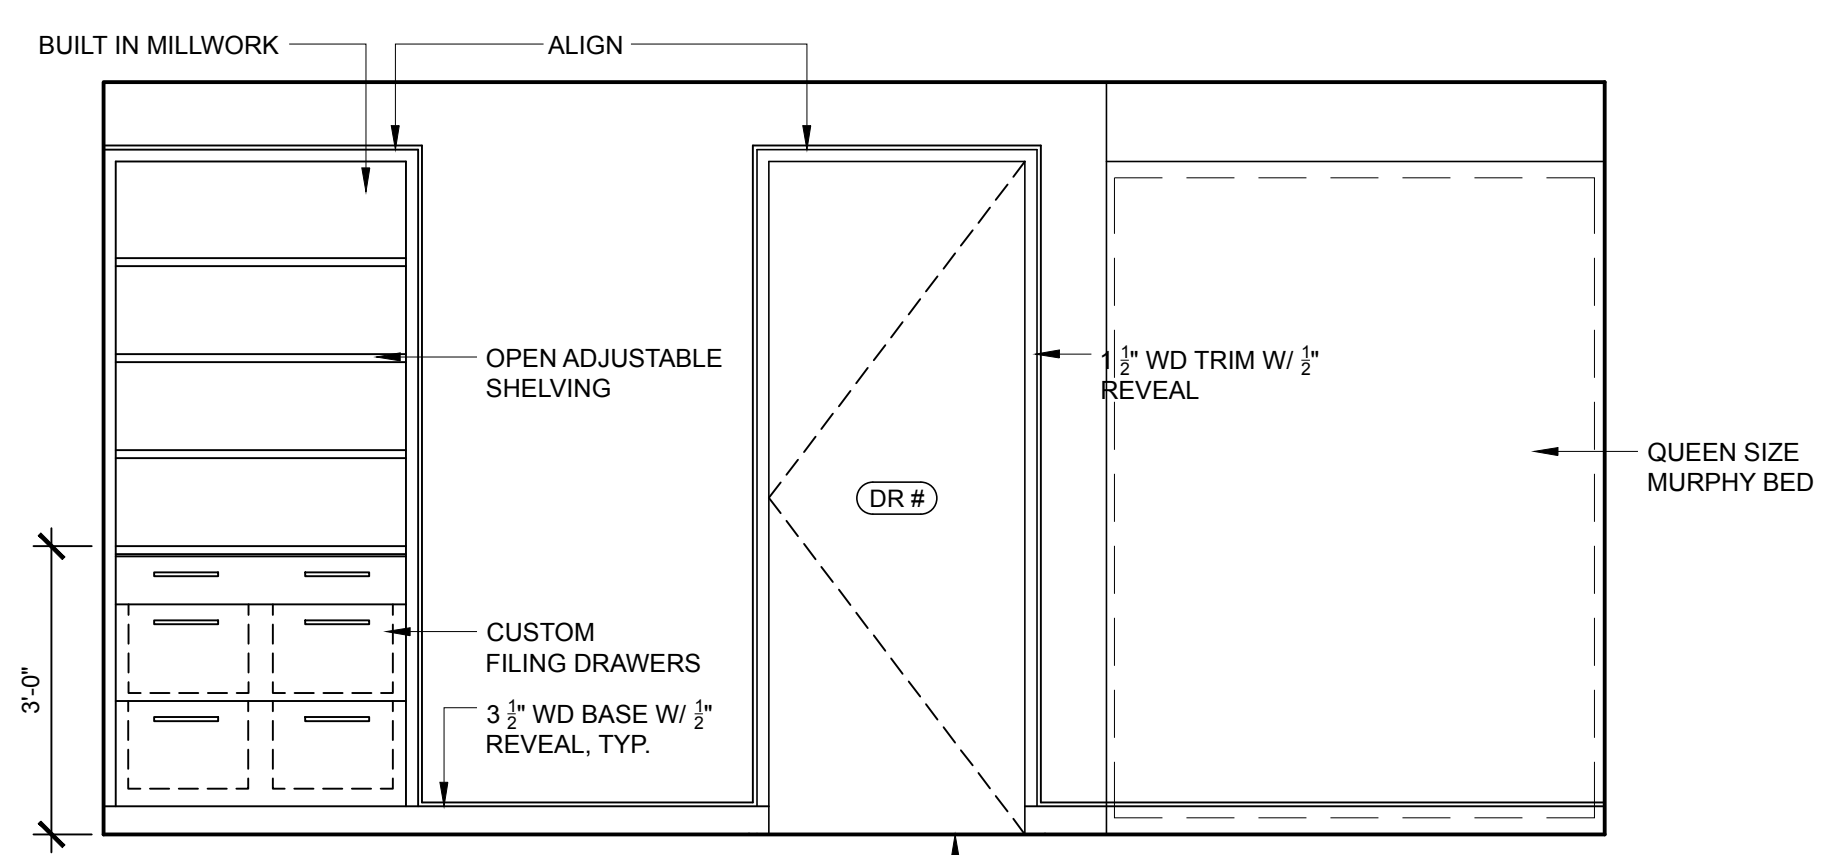 BUILT IN MILLWORK
ALIGN
OPEN ADJUSTABLE
SHELVING
1 1/2" WD TRIM W/ 1/2"
REVEAL
QUEEN SIZE
MURPHY BED
DR #
CUSTOM
FILING DRAWERS
3 1/2" WD BASE W/ 1/2"
REVEAL, TYP.
3'-0"